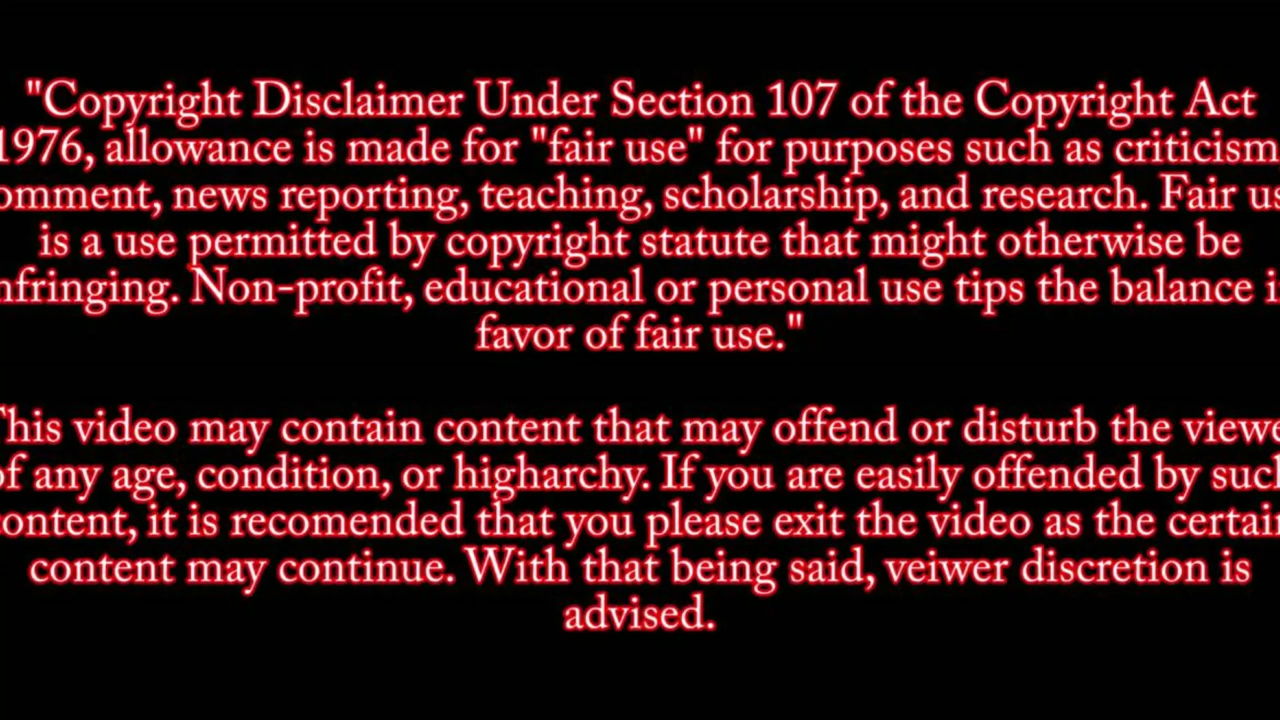 "Copyright Disclaimer Under Section 107 of the Copyright Act
1976, allowance is made for "fair use" for purposes such as criticism
omment, news reporting, teaching, scholarship, and research. Fair us
is a use permitted by copyright statute that might otherwise be
nfringing. Non-profit, educational or personal use tips the balance i
favor of fair use."
This video may contain content that may offend or disturb the viewe
of any age, condition, or higharchy. If you are easily offended by such
content, it is recomended that you please exit the video as the certain
content may continue. With that being said, veiwer discretion is
advised.